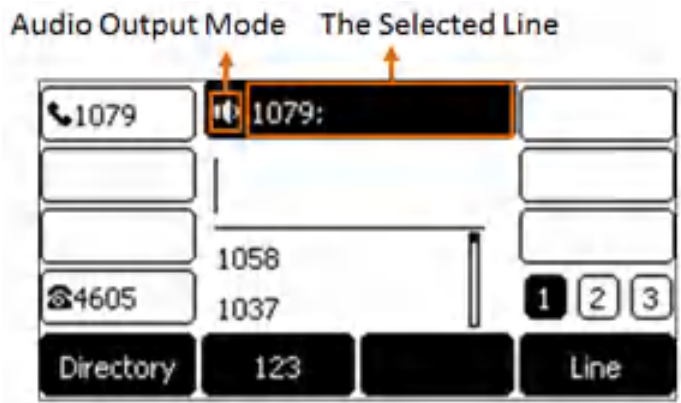 Audio Output Mode The Selected Line
1079
1079:
1058
4605
1037
1 2 3
Directory 123 Line